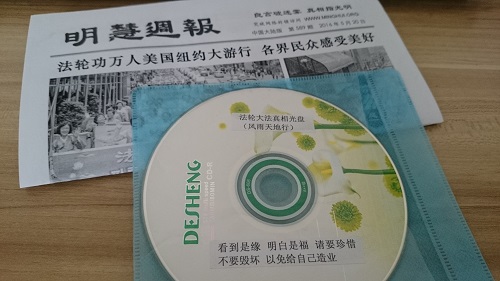 明慧週報
法轮功万人美国纽约大游行 各界民众感受美好
法轮大法真相光盘
(风雨天地行)
DESHENG
CD-R
看到是缘 明白是福 请要珍惜
不要毁坏 以免给自己造业